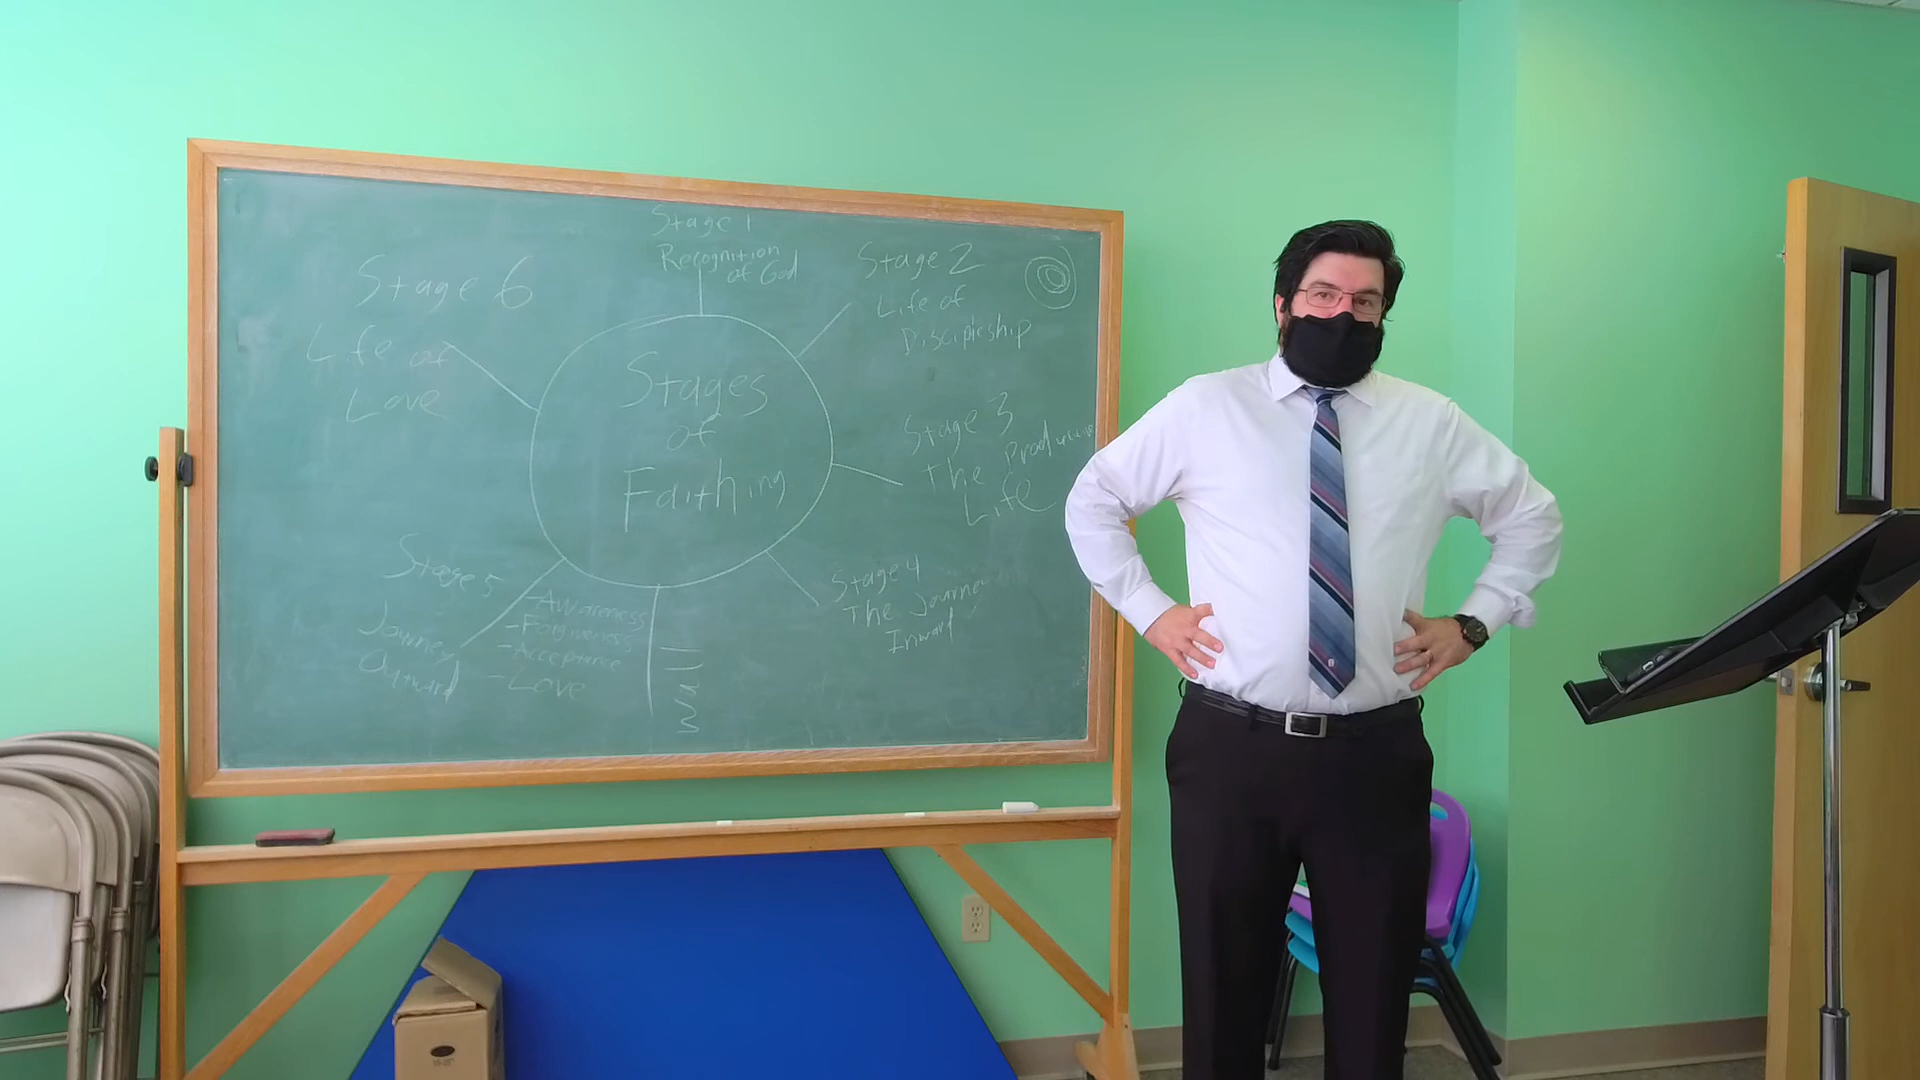 Stage 1
Recognition
of God
Stage 2
Life of
Discipleship
Stage 3
The
Life
Stage 4
The Journey
Inward
Stage 5
Journey
Outward
-Awareness
-Forgiveness
-Acceptance
-Love
Stage 6
Life of
Love
Stages
of
Faithing